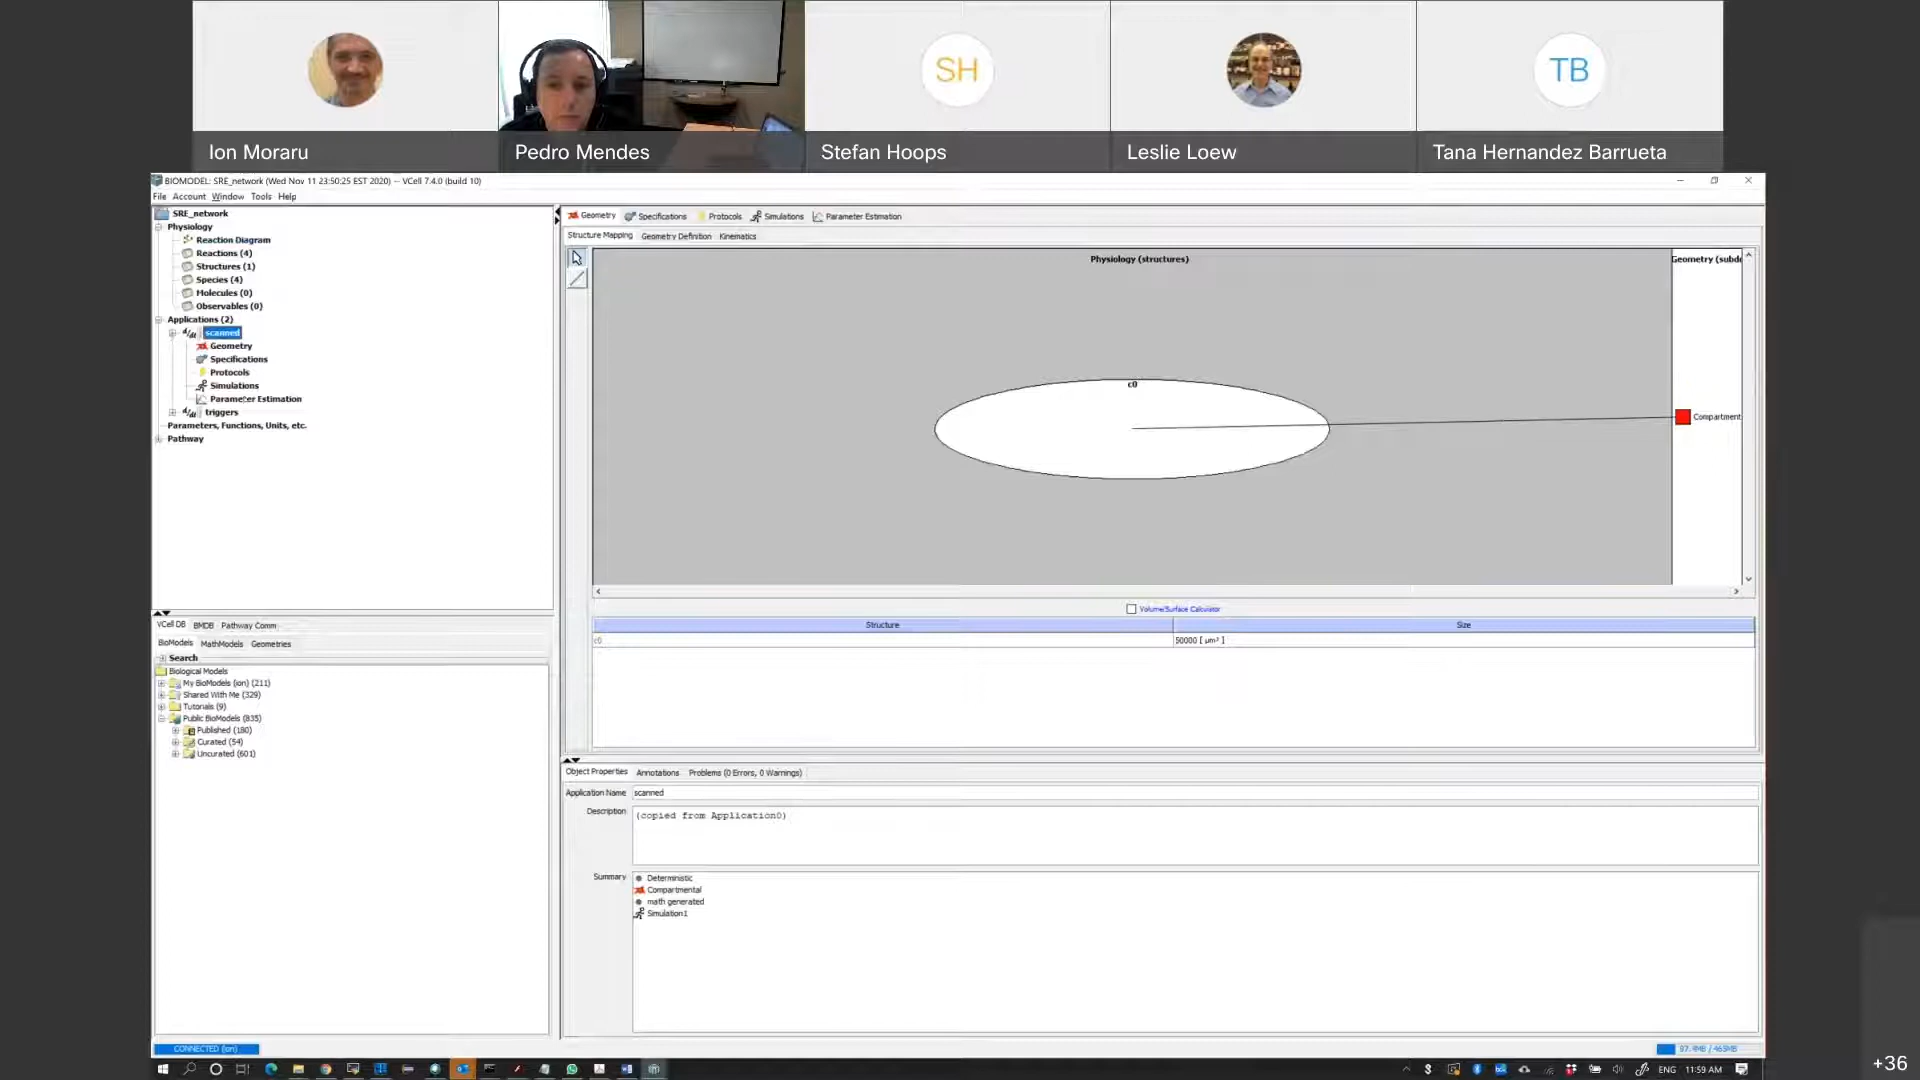 SH
TB
Ion Moraru
Pedro Mendes
Stefan Hoops
Leslie Loew
Tana Hernandez Barrueta
BIOMODEL: SRE_network (Wed Nov 11 23:50:25 EST 2020) -- VCell 7.4.0 (build 10)
File Account Window Tools Help
SRE_network
Physiology
Reaction Diagram
Reactions (4)
Structures (1)
Species (4)
Molecules (0)
Observables (0)
Applications (2)
scanned
Geometry
Specifications
Protocols
Simulations
Parameter Estimation
triggers
Parameters, Functions, Units, etc.
Pathway
VCell DB BMDB Pathway Comm
BioModels MathModels Geometries
Search
Biological Models
My BioModels (ion) (211)
Shared With Me (329)
Tutorials (9)
Public BioModels (835)
Published (180)
Curated (54)
Uncurated (601)
CONNECTED (ion)
Geometry Specifications Protocols Simulations Parameter Estimation
Structure Mapping Geometry Definition Kinematics
Physiology (structures)
Geometry (subd
c0
Compartment
Volume/Surface Calculator
Structure Size
c0 50000 [ µm³ ]
Object Properties Annotations Problems (0 Errors, 0 Warnings)
Application Name scanned
Description (copied from Application0)
Summary
Deterministic
Compartmental
math generated
Simulation1
97.4MB / 465MB
ENG 11:59 AM
+36